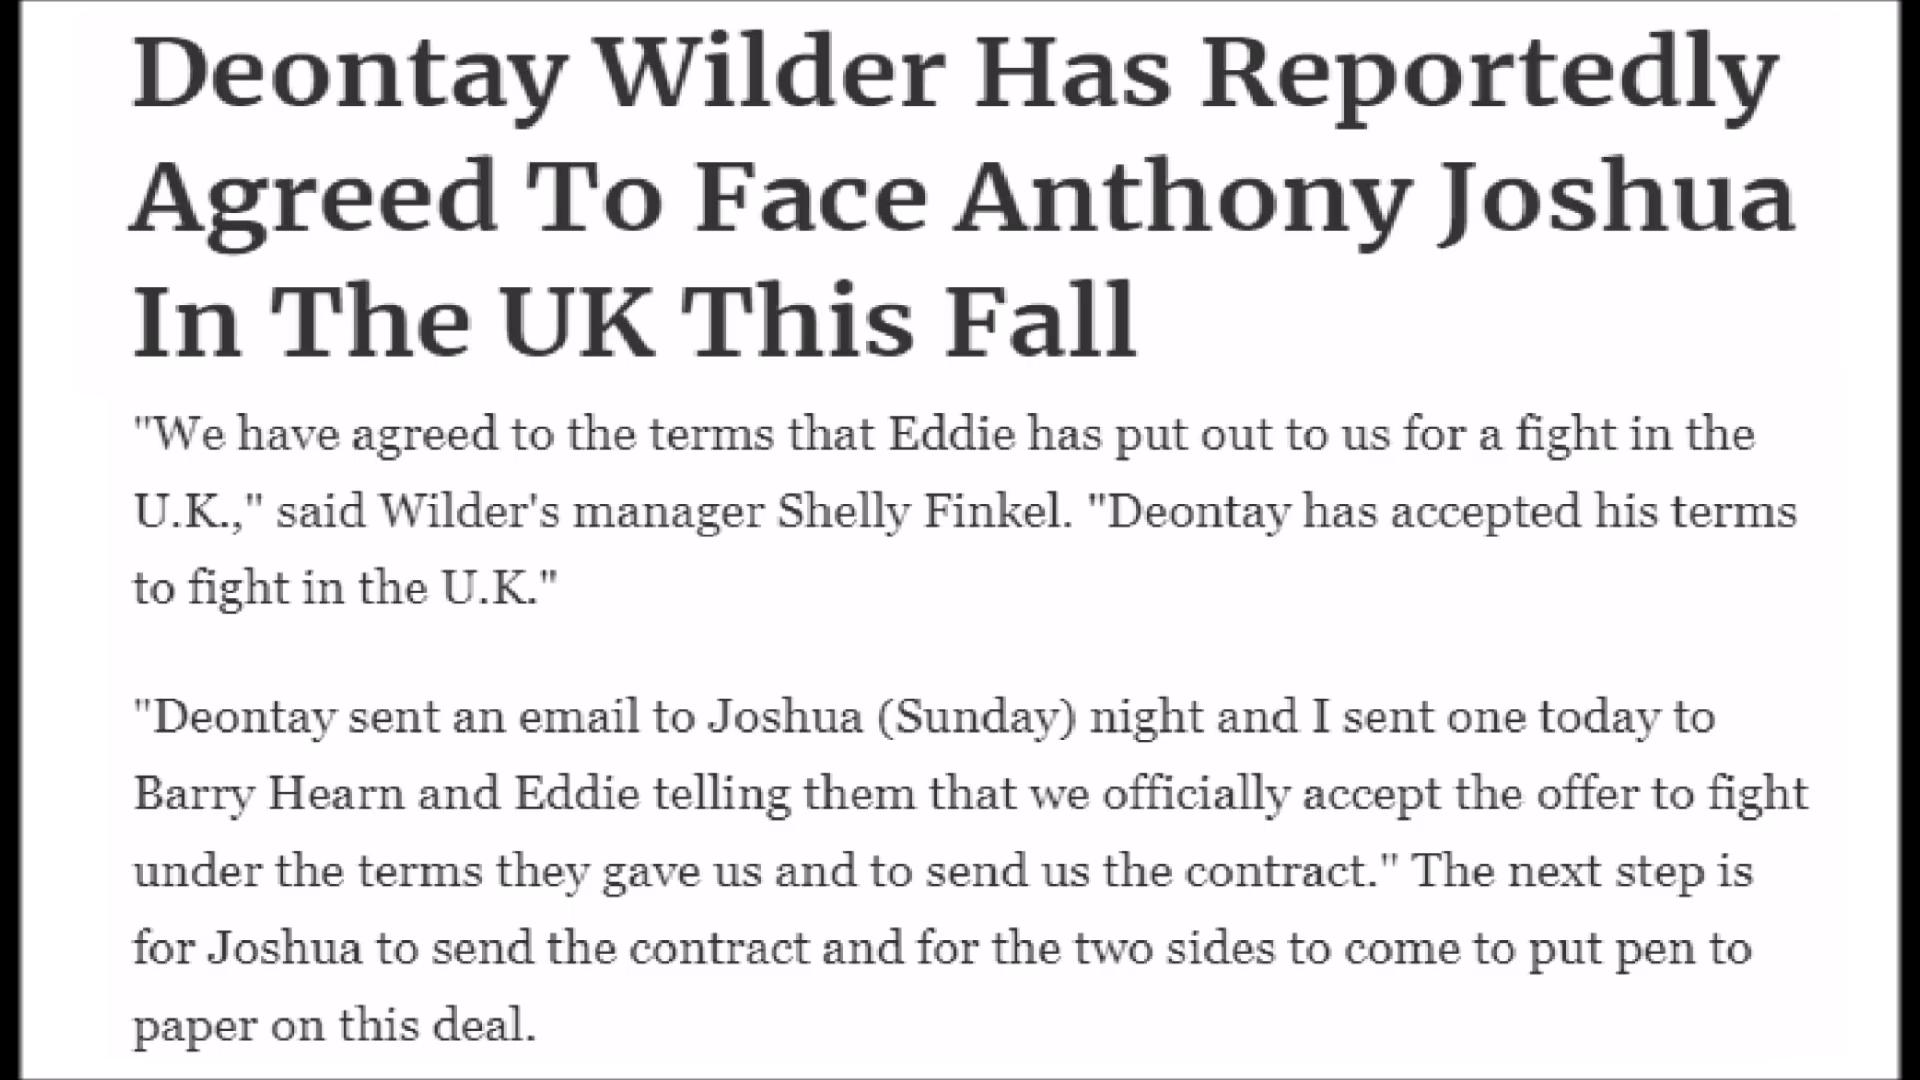 Deontay Wilder Has Reportedly
Agreed To Face Anthony Joshua
In The UK This Fall
"We have agreed to the terms that Eddie has put out to us for a fight in the
U.K.," said Wilder's manager Shelly Finkel. "Deontay has accepted his terms
to fight in the U.K."
"Deontay sent an email to Joshua (Sunday) night and I sent one today to
Barry Hearn and Eddie telling them that we officially accept the offer to fight
under the terms they gave us and to send us the contract." The next step is
for Joshua to send the contract and for the two sides to come to put pen to
paper on this deal.